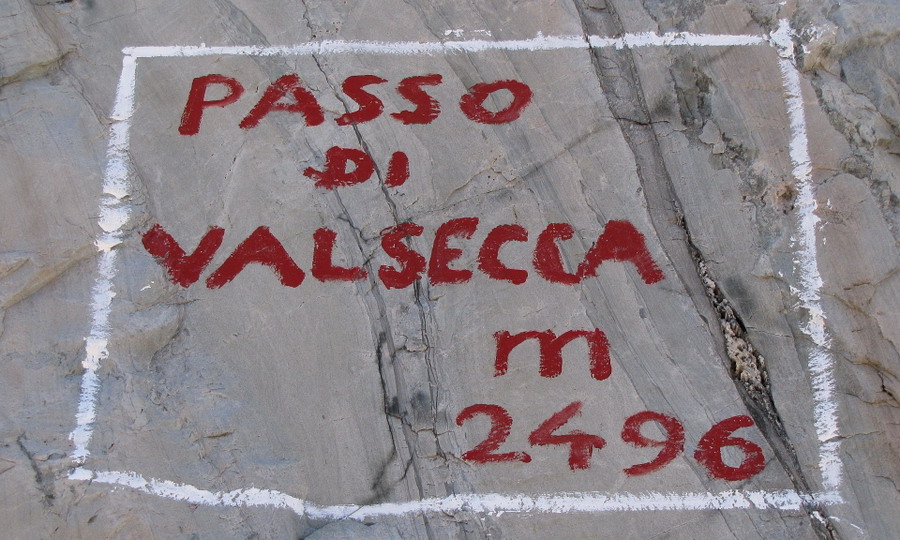 PASSO
DI
VALSECCA
m
2496